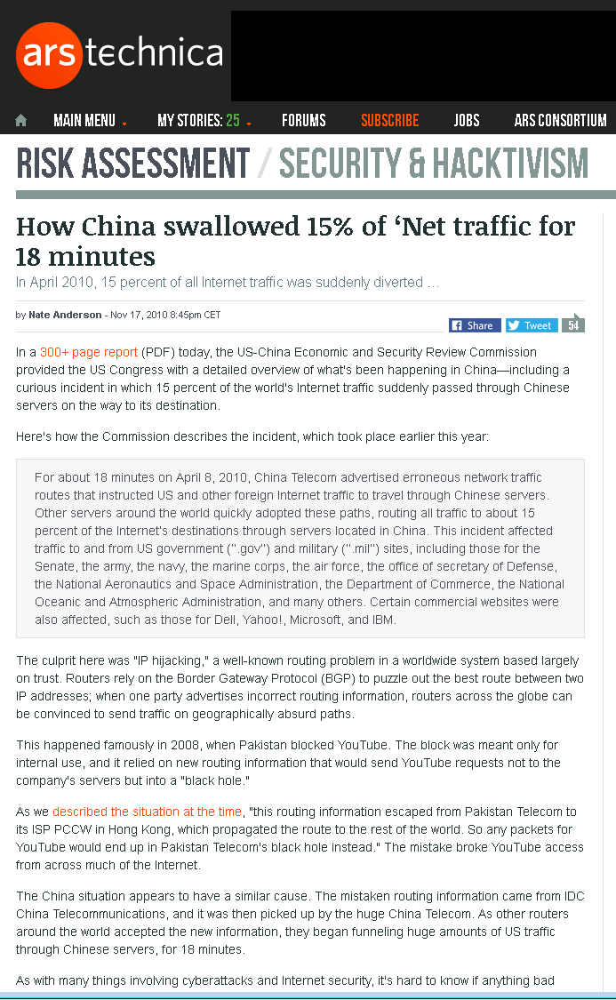 ars technica
MAIN MENU MY STORIES: 25 FORUMS SUBSCRIBE JOBS ARS CONSORTIUM
RISK ASSESSMENT / SECURITY & HACKTIVISM
How China swallowed 15% of ‘Net traffic for
18 minutes
In April 2010, 15 percent of all Internet traffic was suddenly diverted ...
by Nate Anderson - Nov 17, 2010 8:45pm CET
Share Tweet 54
In a 300+ page report (PDF) today, the US-China Economic and Security Review Commission
provided the US Congress with a detailed overview of what's been happening in China—including a
curious incident in which 15 percent of the world's Internet traffic suddenly passed through Chinese
servers on the way to its destination.
Here's how the Commission describes the incident, which took place earlier this year:
For about 18 minutes on April 8, 2010, China Telecom advertised erroneous network traffic
routes that instructed US and other foreign Internet traffic to travel through Chinese servers.
Other servers around the world quickly adopted these paths, routing all traffic to about 15
percent of the Internet's destinations through servers located in China. This incident affected
traffic to and from US government (".gov") and military (".mil") sites, including those for the
Senate, the army, the navy, the marine corps, the air force, the office of secretary of Defense,
the National Aeronautics and Space Administration, the Department of Commerce, the National
Oceanic and Atmospheric Administration, and many others. Certain commercial websites were
also affected, such as those for Dell, Yahoo!, Microsoft, and IBM.
The culprit here was "IP hijacking," a well-known routing problem in a worldwide system based largely
on trust. Routers rely on the Border Gateway Protocol (BGP) to puzzle out the best route between two
IP addresses; when one party advertises incorrect routing information, routers across the globe can
be convinced to send traffic on geographically absurd paths.
This happened famously in 2008, when Pakistan blocked YouTube. The block was meant only for
internal use, and it relied on new routing information that would send YouTube requests not to the
company's servers but into a "black hole."
As we described the situation at the time, "this routing information escaped from Pakistan Telecom to
its ISP PCCW in Hong Kong, which propagated the route to the rest of the world. So any packets for
YouTube would end up in Pakistan Telecom's black hole instead." The mistake broke YouTube access
from across much of the Internet.
The China situation appears to have a similar cause. The mistaken routing information came from IDC
China Telecommunications, and it was then picked up by the huge China Telecom. As other routers
around the world accepted the new information, they began funneling huge amounts of US traffic
through Chinese servers, for 18 minutes.
As with many things involving cyberattacks and Internet security, it's hard to know if anything bad